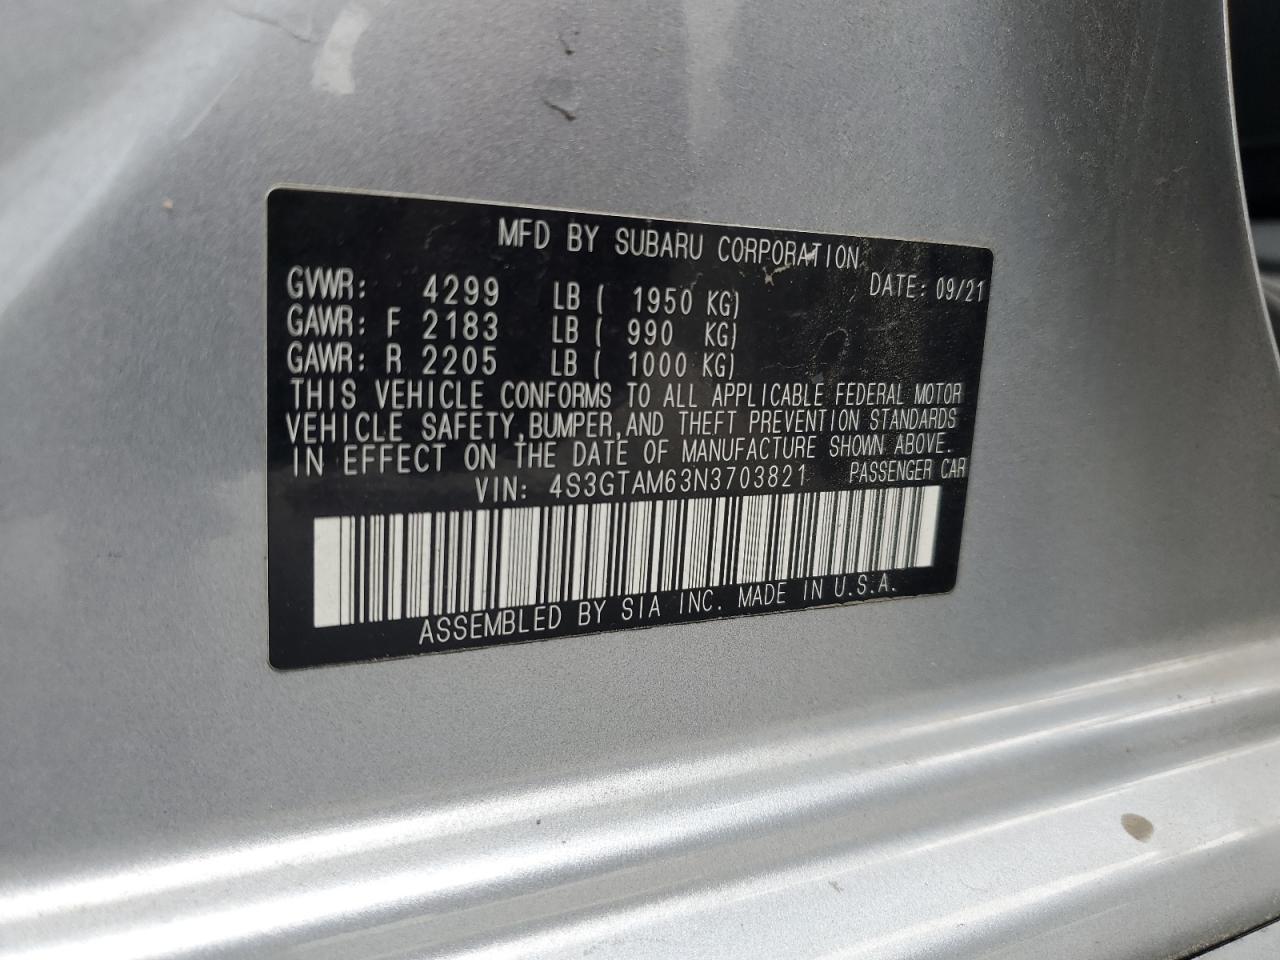 MFD BY SUBARU CORPORATION
DATE: 09/21
GVWR: 4299 LB ( 1950 KG)
GAWR: F 2183 LB ( 990 KG)
GAWR: R 2205 LB ( 1000 KG)
THIS VEHICLE CONFORMS TO ALL APPLICABLE FEDERAL MOTOR
VEHICLE SAFETY, BUMPER, AND THEFT PREVENTION STANDARDS
IN EFFECT ON THE DATE OF MANUFACTURE SHOWN ABOVE.
VIN: 4S3GTAM63N3703821 PASSENGER CAR
ASSEMBLED BY SIA INC. MADE IN U.S.A.